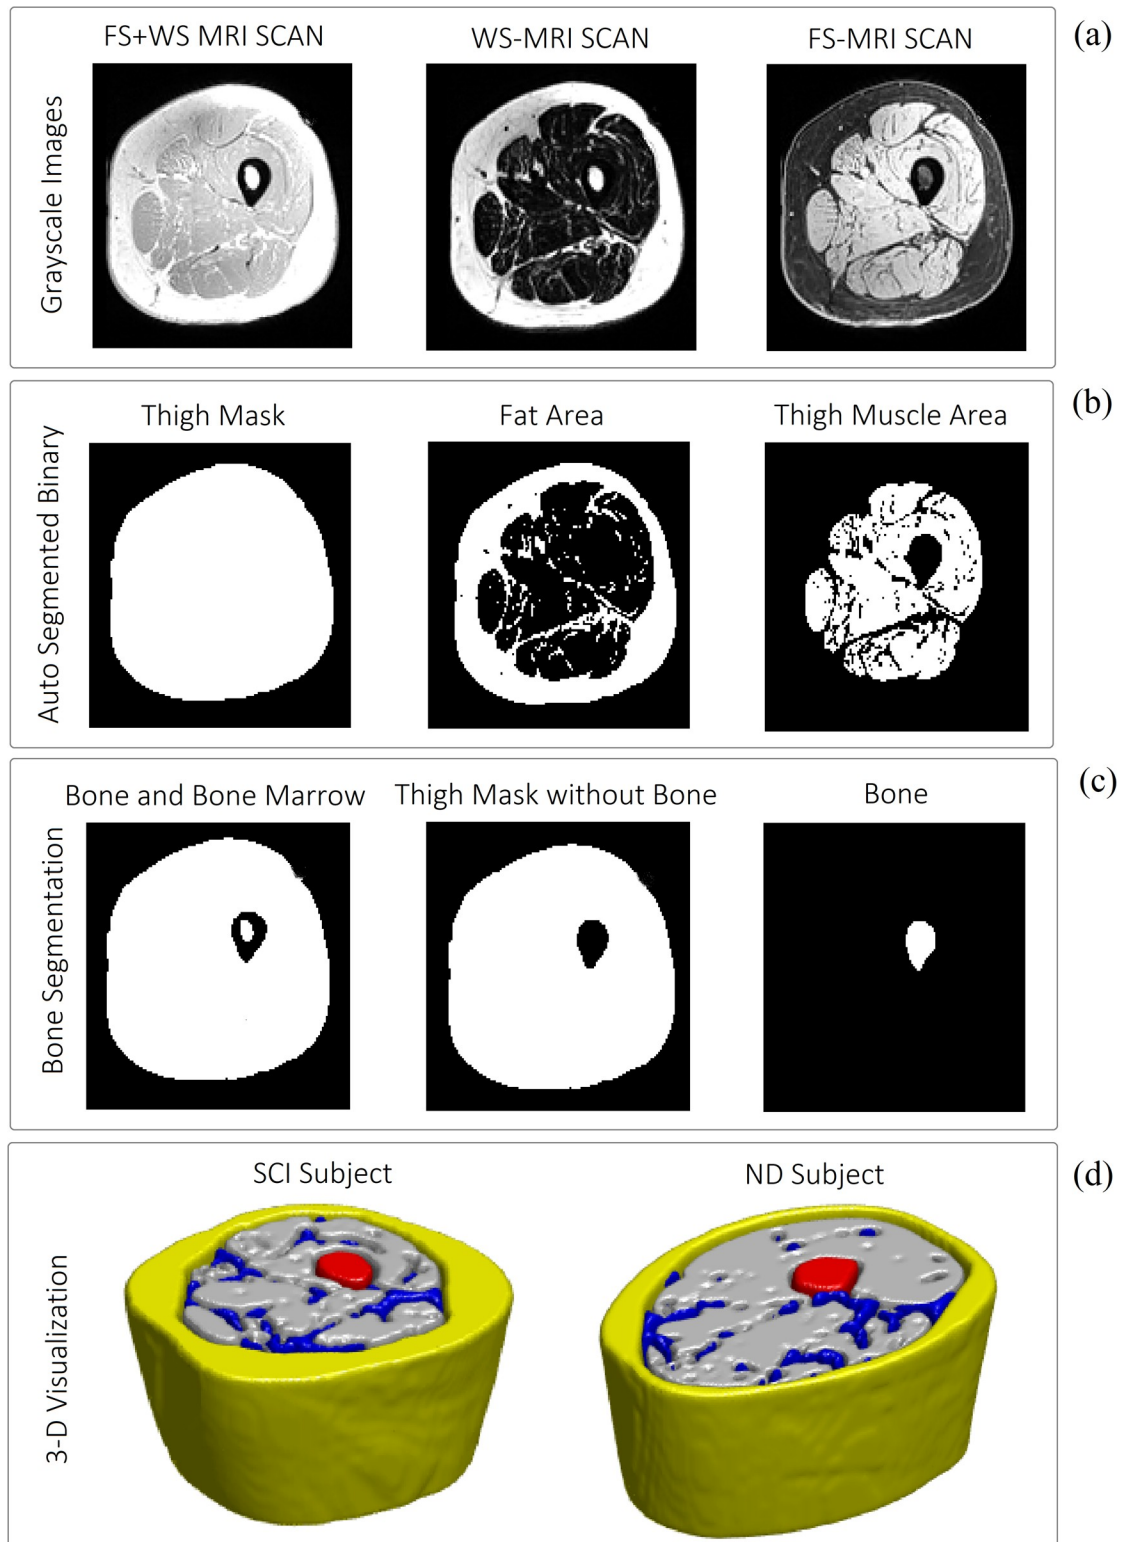 FS+WS MRI SCAN
WS-MRI SCAN
FS-MRI SCAN
(a)
Grayscale Images
Thigh Mask
Fat Area
Thigh Muscle Area
(b)
Auto Segmented Binary
Bone and Bone Marrow
Thigh Mask without Bone
Bone
(c)
Bone Segmentation
SCI Subject
ND Subject
(d)
3-D Visualization